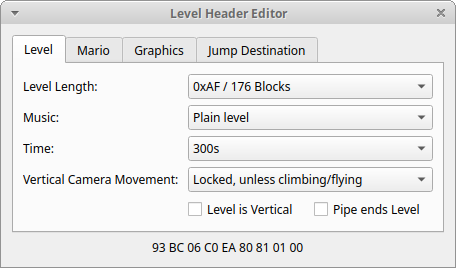 Level Header Editor
Level Mario Graphics Jump Destination
Level Length: 0xAF / 176 Blocks
Music: Plain level
Time: 300s
Vertical Camera Movement: Locked, unless climbing/flying
Level is Vertical Pipe ends Level
93 BC 06 C0 EA 80 81 01 00